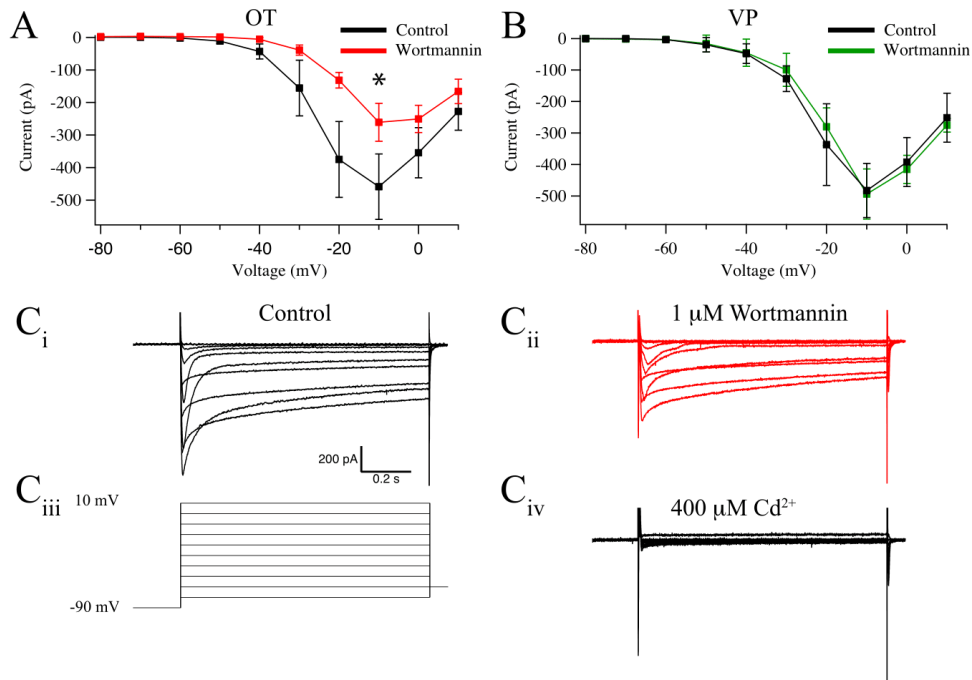 A
OT
Control
Wortmannin
0
-100
-200
-300
-400
-500
Current (pA)
*
-80
-60
-40
-20
0
Voltage (mV)
B
VP
Control
Wortmannin
0
-100
-200
-300
-400
-500
Current (pA)
-80
-60
-40
-20
0
Voltage (mV)
Ci
Control
200 pA
0.2 s
Cii
1 μM Wortmannin
Ciii
10 mV
-90 mV
Civ
400 μM Cd²⁺